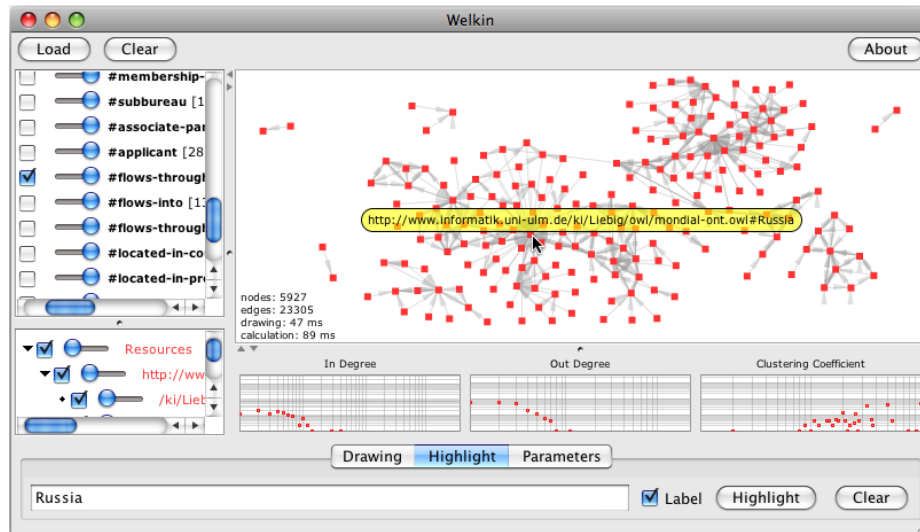 Welkin
Load
Clear
About
#membership-
#subbureau [1
#associate-par
#applicant [28
#flows-through
#flows-into [13
#flows-through
#located-in-co
#located-in-pro
http://www.informatik.uni-ulm.de/ki/Liebig/owl/mondial-ont.owl#Russia
nodes: 5927
edges: 23305
drawing: 47 ms
calculation: 89 ms
Resources
http://ww
/ki/Lieb
In Degree
Out Degree
Clustering Coefficient
Drawing
Highlight
Parameters
Russia
Label
Highlight
Clear